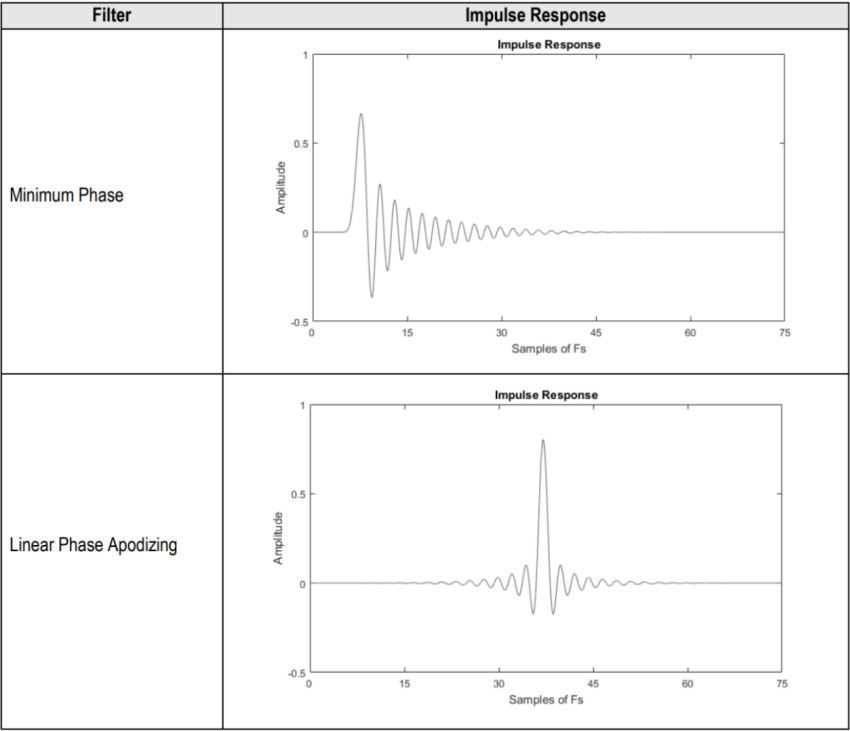 Filter Impulse Response
Minimum Phase
Impulse Response
1
0.5
0
-0.5
Amplitude
0 15 30 45 60 75
Samples of Fs
Linear Phase Apodizing
Impulse Response
1
0.5
0
-0.5
Amplitude
0 15 30 45 60 75
Samples of Fs